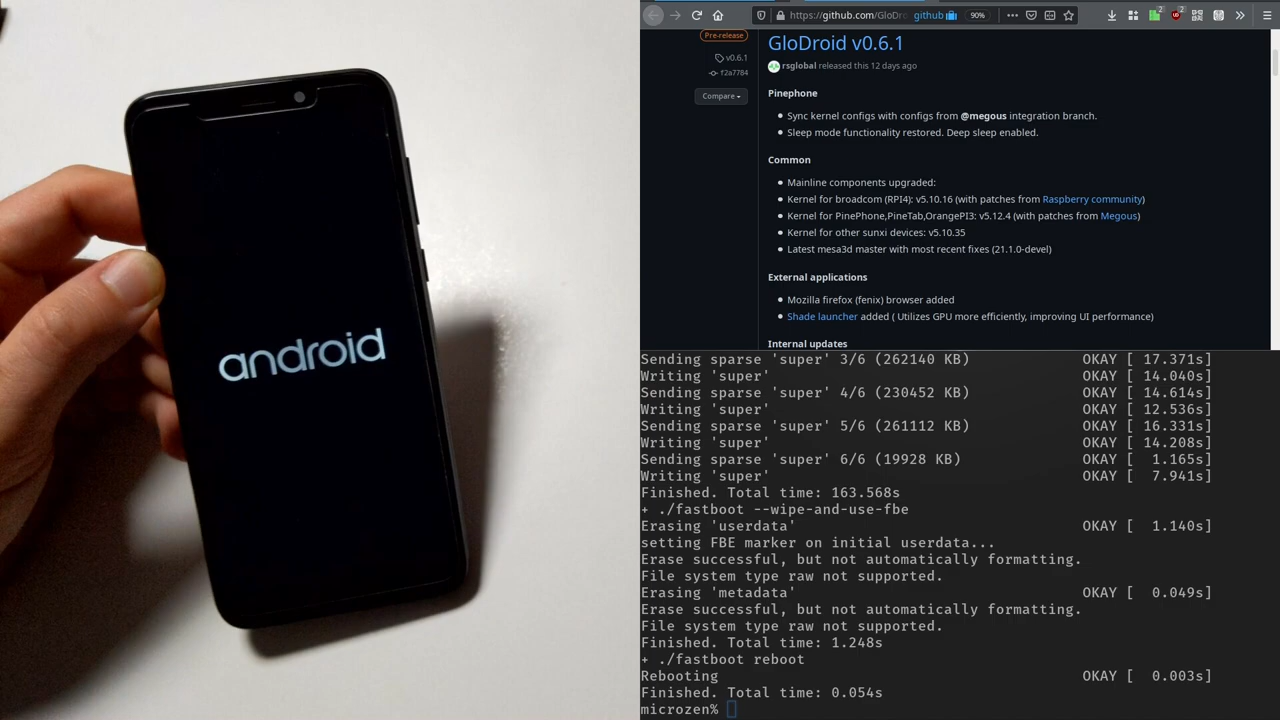 android
https://github.com/GloDro
github
90%
2
2
Pre-release
v0.6.1
f2a7784
Compare
GloDroid v0.6.1
rsglobal released this 12 days ago
Pinephone
Sync kernel configs with configs from @megous integration branch.
Sleep mode functionality restored. Deep sleep enabled.
Common
Mainline components upgraded:
Kernel for broadcom (RPI4): v5.10.16 (with patches from Raspberry community)
Kernel for PinePhone,PineTab,OrangePI3: v5.12.4 (with patches from Megous)
Kernel for other sunxi devices: v5.10.35
Latest mesa3d master with most recent fixes (21.1.0-devel)
External applications
Mozilla firefox (fenix) browser added
Shade launcher added ( Utilizes GPU more efficiently, improving UI performance)
Internal updates
Sending sparse 'super' 3/6 (262140 KB) OKAY [ 17.371s]
Writing 'super' OKAY [ 14.040s]
Sending sparse 'super' 4/6 (230452 KB) OKAY [ 14.614s]
Writing 'super' OKAY [ 12.536s]
Sending sparse 'super' 5/6 (261112 KB) OKAY [ 16.331s]
Writing 'super' OKAY [ 14.208s]
Sending sparse 'super' 6/6 (19928 KB) OKAY [ 1.165s]
Writing 'super' OKAY [ 7.941s]
Finished. Total time: 163.568s
+ ./fastboot --wipe-and-use-fbe
Erasing 'userdata' OKAY [ 1.140s]
setting FBE marker on initial userdata...
Erase successful, but not automatically formatting.
File system type raw not supported.
Erasing 'metadata' OKAY [ 0.049s]
Erase successful, but not automatically formatting.
File system type raw not supported.
Finished. Total time: 1.248s
+ ./fastboot reboot
Rebooting OKAY [ 0.003s]
Finished. Total time: 0.054s
microzen%